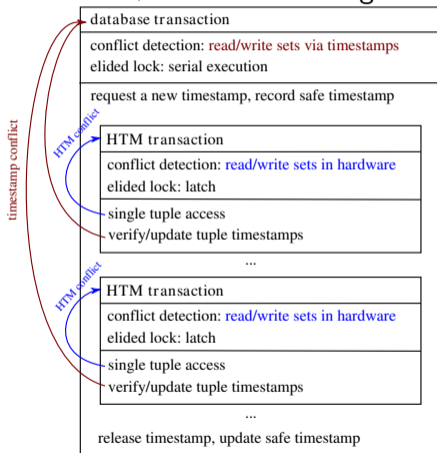 database transaction
conflict detection: read/write sets via timestamps
elided lock: serial execution
request a new timestamp, record safe timestamp
timestamp conflict
HTM conflict
HTM transaction
conflict detection: read/write sets in hardware
elided lock: latch
single tuple access
verify/update tuple timestamps
...
HTM conflict
HTM transaction
conflict detection: read/write sets in hardware
elided lock: latch
single tuple access
verify/update tuple timestamps
...
release timestamp, update safe timestamp